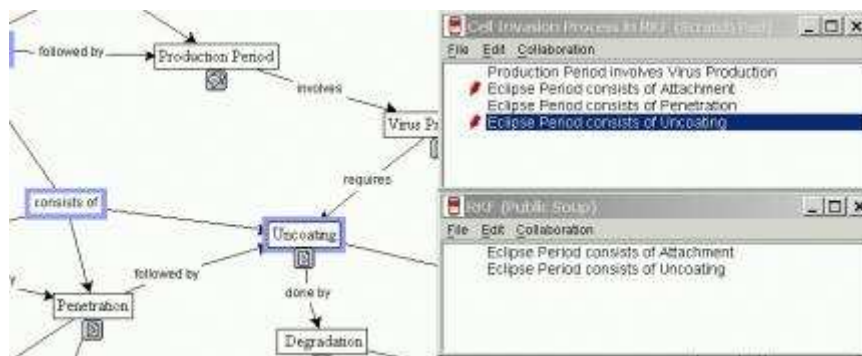 followed by
Production Period
involves
Virus
requires
consists of
Uncoating
followed by
done by
Penetration
Degradation
Cell Invasion Process in RKF (Scratch Pad)
File Edit Collaboration
Production Period involves Virus Production
Eclipse Period consists of Attachment
Eclipse Period consists of Penetration
Eclipse Period consists of Uncoating
RKF (Public Soup)
File Edit Collaboration
Eclipse Period consists of Attachment
Eclipse Period consists of Uncoating